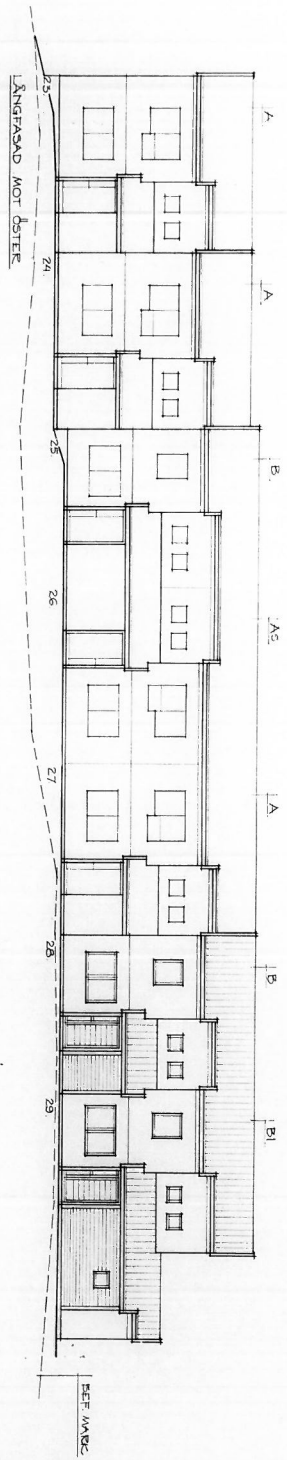 A A B. AS A B B1
23. 24. 25. 26 27 28. 29.
LÅNGFASAD MOT ÖSTER
BEF. MARK